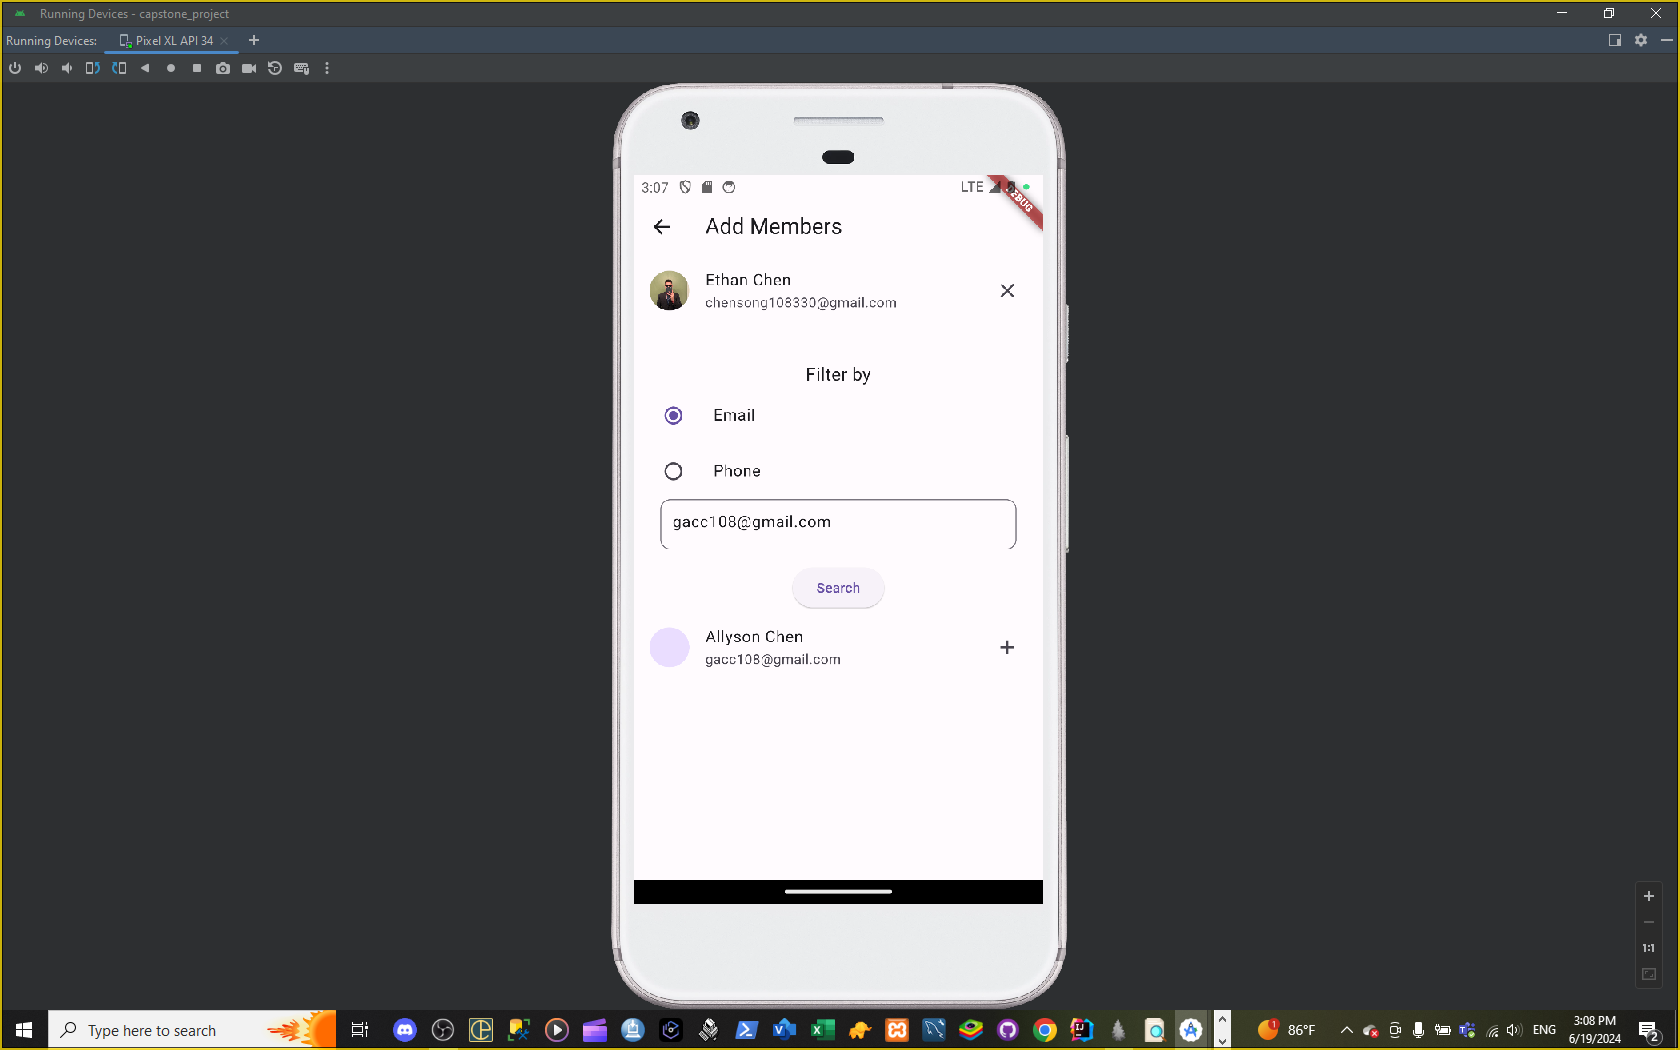 Running Devices - capstone_project
Running Devices:
Pixel XL API 34
3:07
LTE
DEBUG
Add Members
Ethan Chen
chensong108330@gmail.com
Filter by
Email
Phone
gacc108@gmail.com
Search
Allyson Chen
gacc108@gmail.com
1:1
Type here to search
1
86°F
ENG
3:08 PM
6/19/2024
2